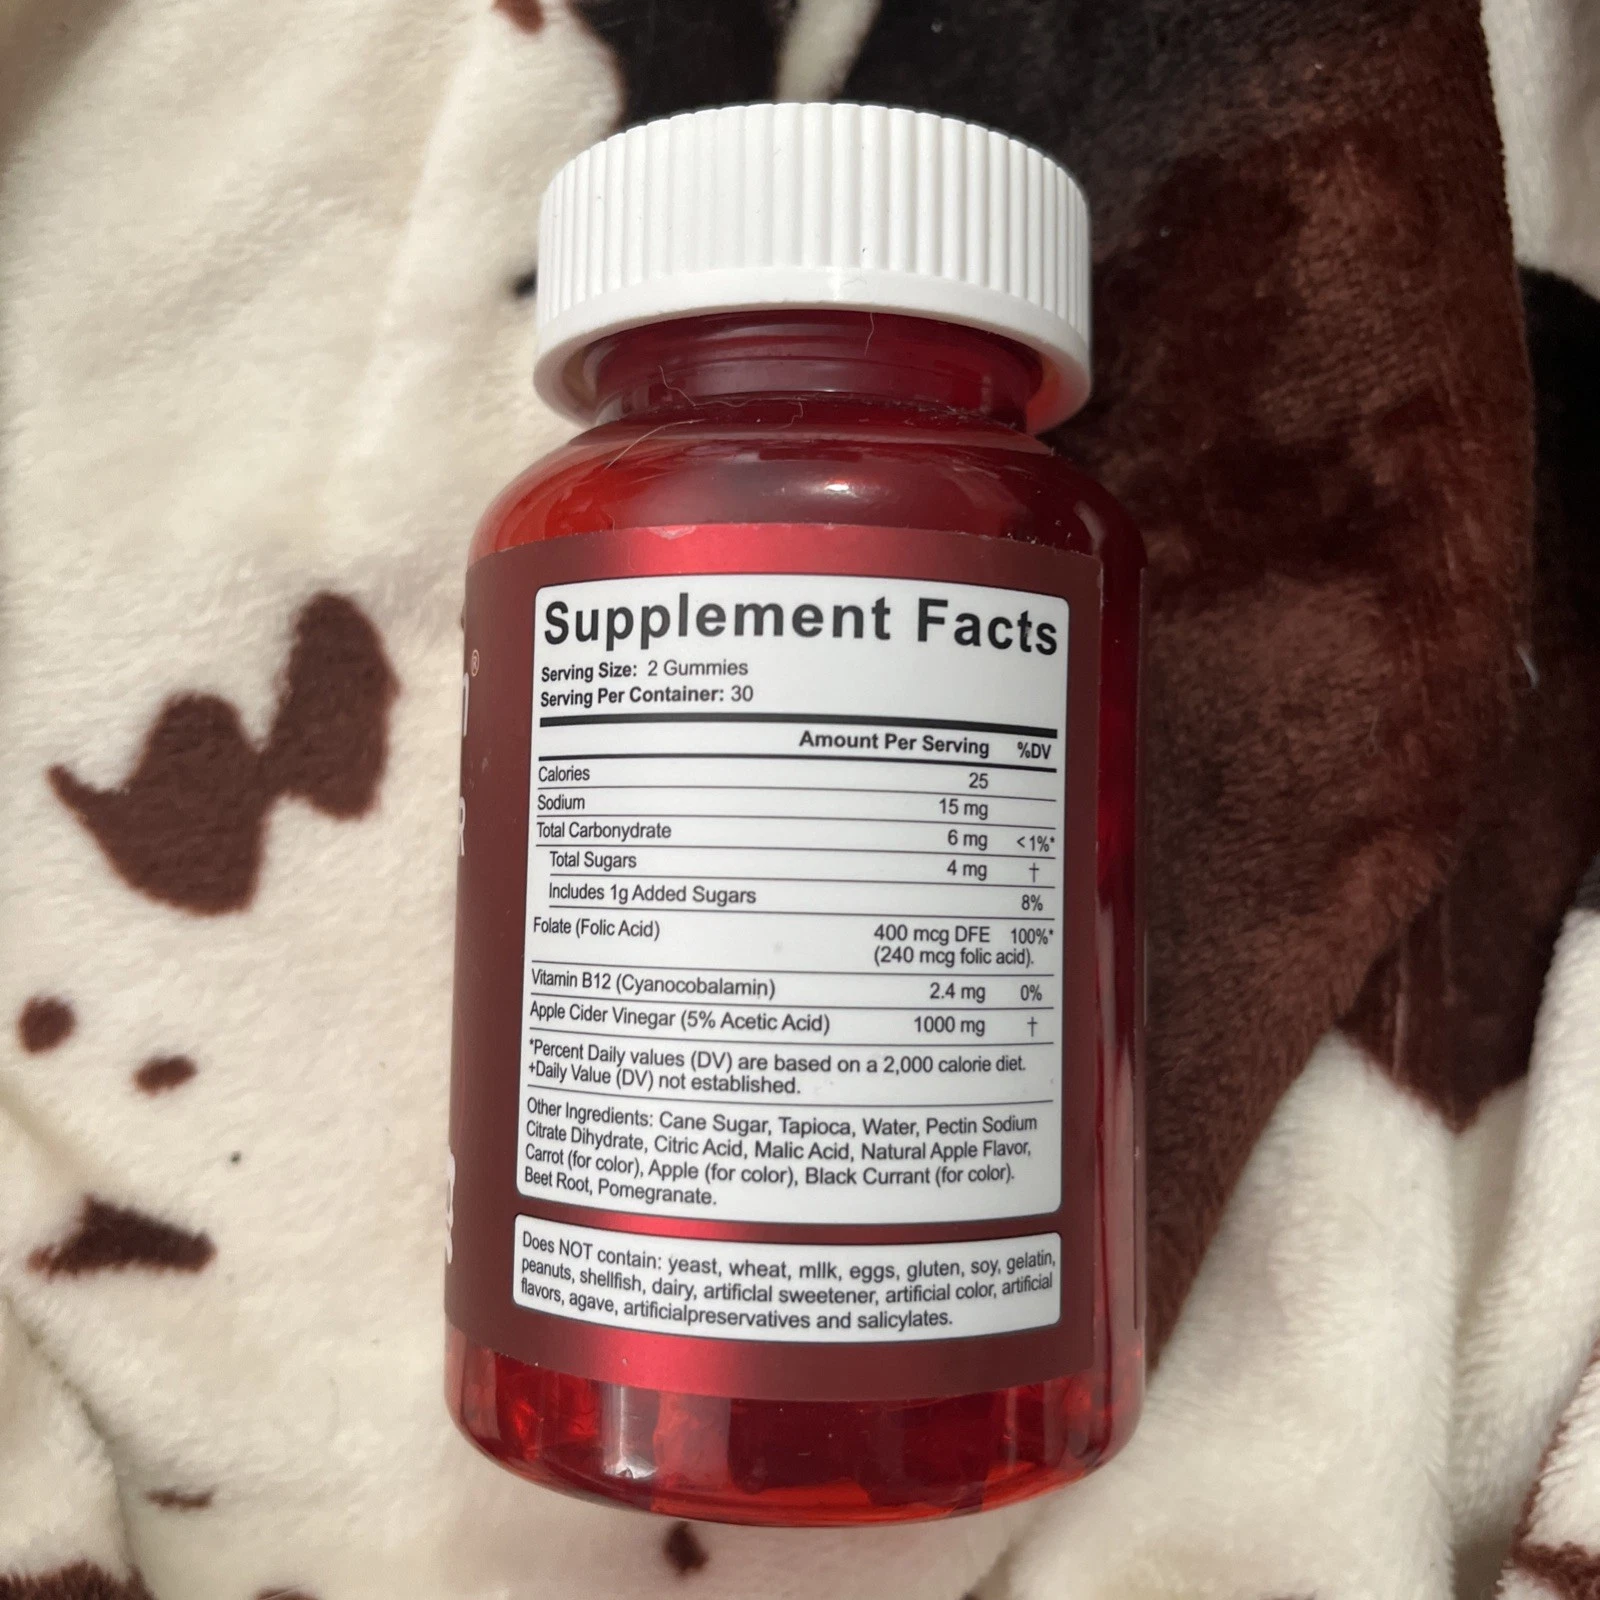 Supplement Facts
Serving Size: 2 Gummies
Serving Per Container: 30
Amount Per Serving %DV
Calories 25
Sodium 15 mg
Total Carbonydrate 6 mg <1%*
Total Sugars 4 mg †
Includes 1g Added Sugars 8%
Folate (Folic Acid) 400 mcg DFE 100%*
(240 mcg folic acid).
Vitamin B12 (Cyanocobalamin) 2.4 mg 0%
Apple Cider Vinegar (5% Acetic Acid) 1000 mg †
*Percent Daily values (DV) are based on a 2,000 calorie diet.
+Daily Value (DV) not established.
Other Ingredients: Cane Sugar, Tapioca, Water, Pectin Sodium
Citrate Dihydrate, Citric Acid, Malic Acid, Natural Apple Flavor,
Carrot (for color), Apple (for color), Black Currant (for color).
Beet Root, Pomegranate.
Does NOT contain: yeast, wheat, mllk, eggs, gluten, soy, gelatin,
peanuts, shellfish, dairy, artificlal sweetener, artificial color, artificial
flavors, agave, artificialpreservatives and salicylates.
®
R